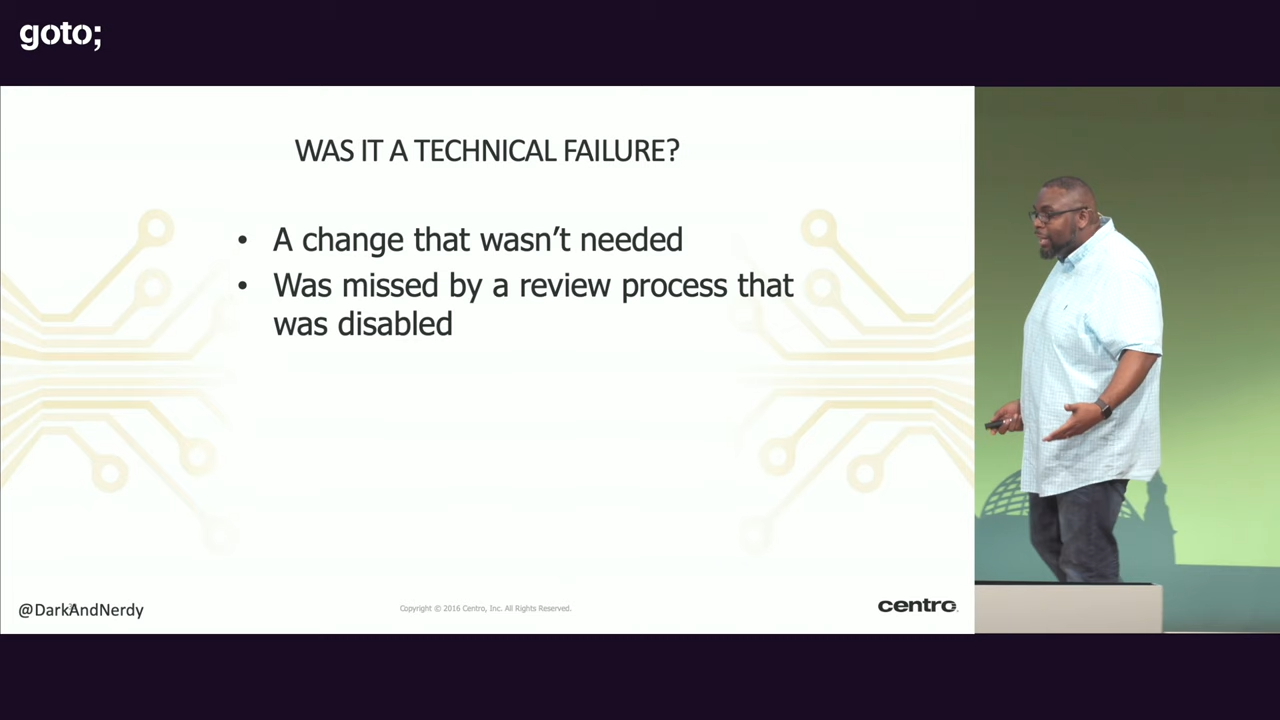 goto;
WAS IT A TECHNICAL FAILURE?
• A change that wasn't needed
• Was missed by a review process that
was disabled
@DarkAndNerdy
Copyright © 2016 Centro, Inc. All Rights Reserved.
centro